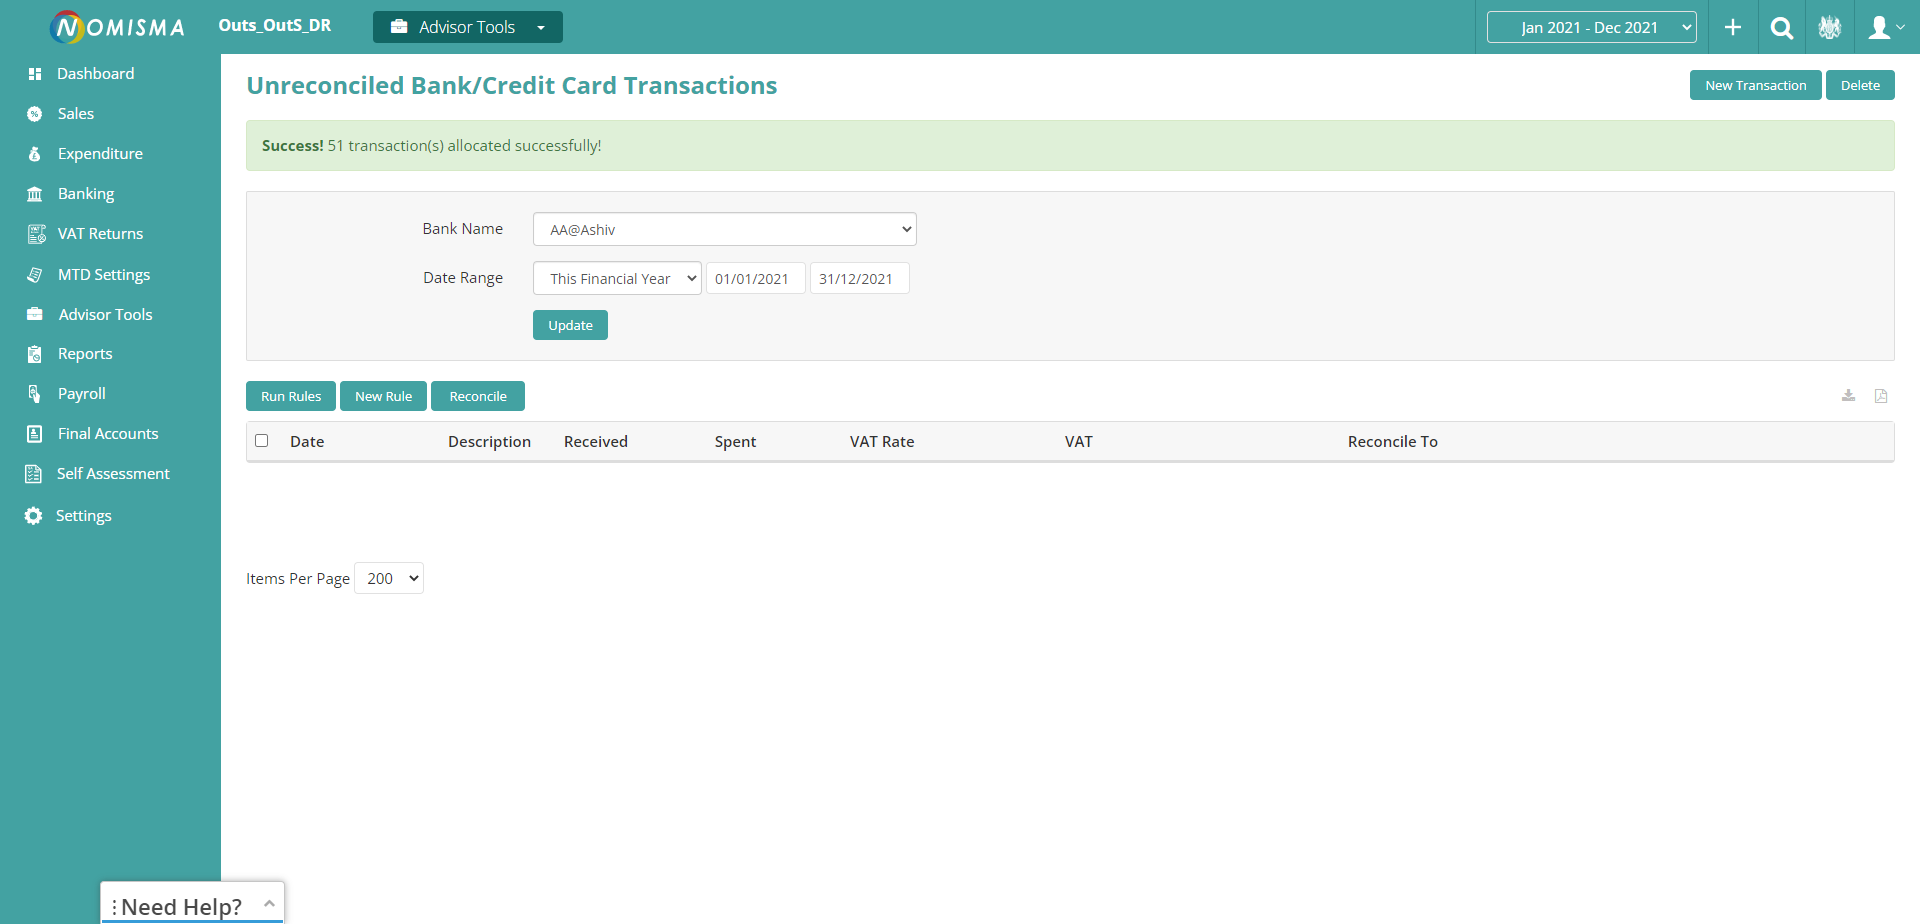 NOMISMA
Outs_OutS_DR
Advisor Tools
Jan 2021 - Dec 2021
Dashboard
Sales
Expenditure
Banking
VAT Returns
MTD Settings
Advisor Tools
Reports
Payroll
Final Accounts
Self Assessment
Settings
Unreconciled Bank/Credit Card Transactions
New Transaction
Delete
Success! 51 transaction(s) allocated successfully!
Bank Name
AA@Ashiv
Date Range
This Financial Year
01/01/2021
31/12/2021
Update
Run Rules
New Rule
Reconcile
Date
Description
Received
Spent
VAT Rate
VAT
Reconcile To
Items Per Page
200
Need Help?